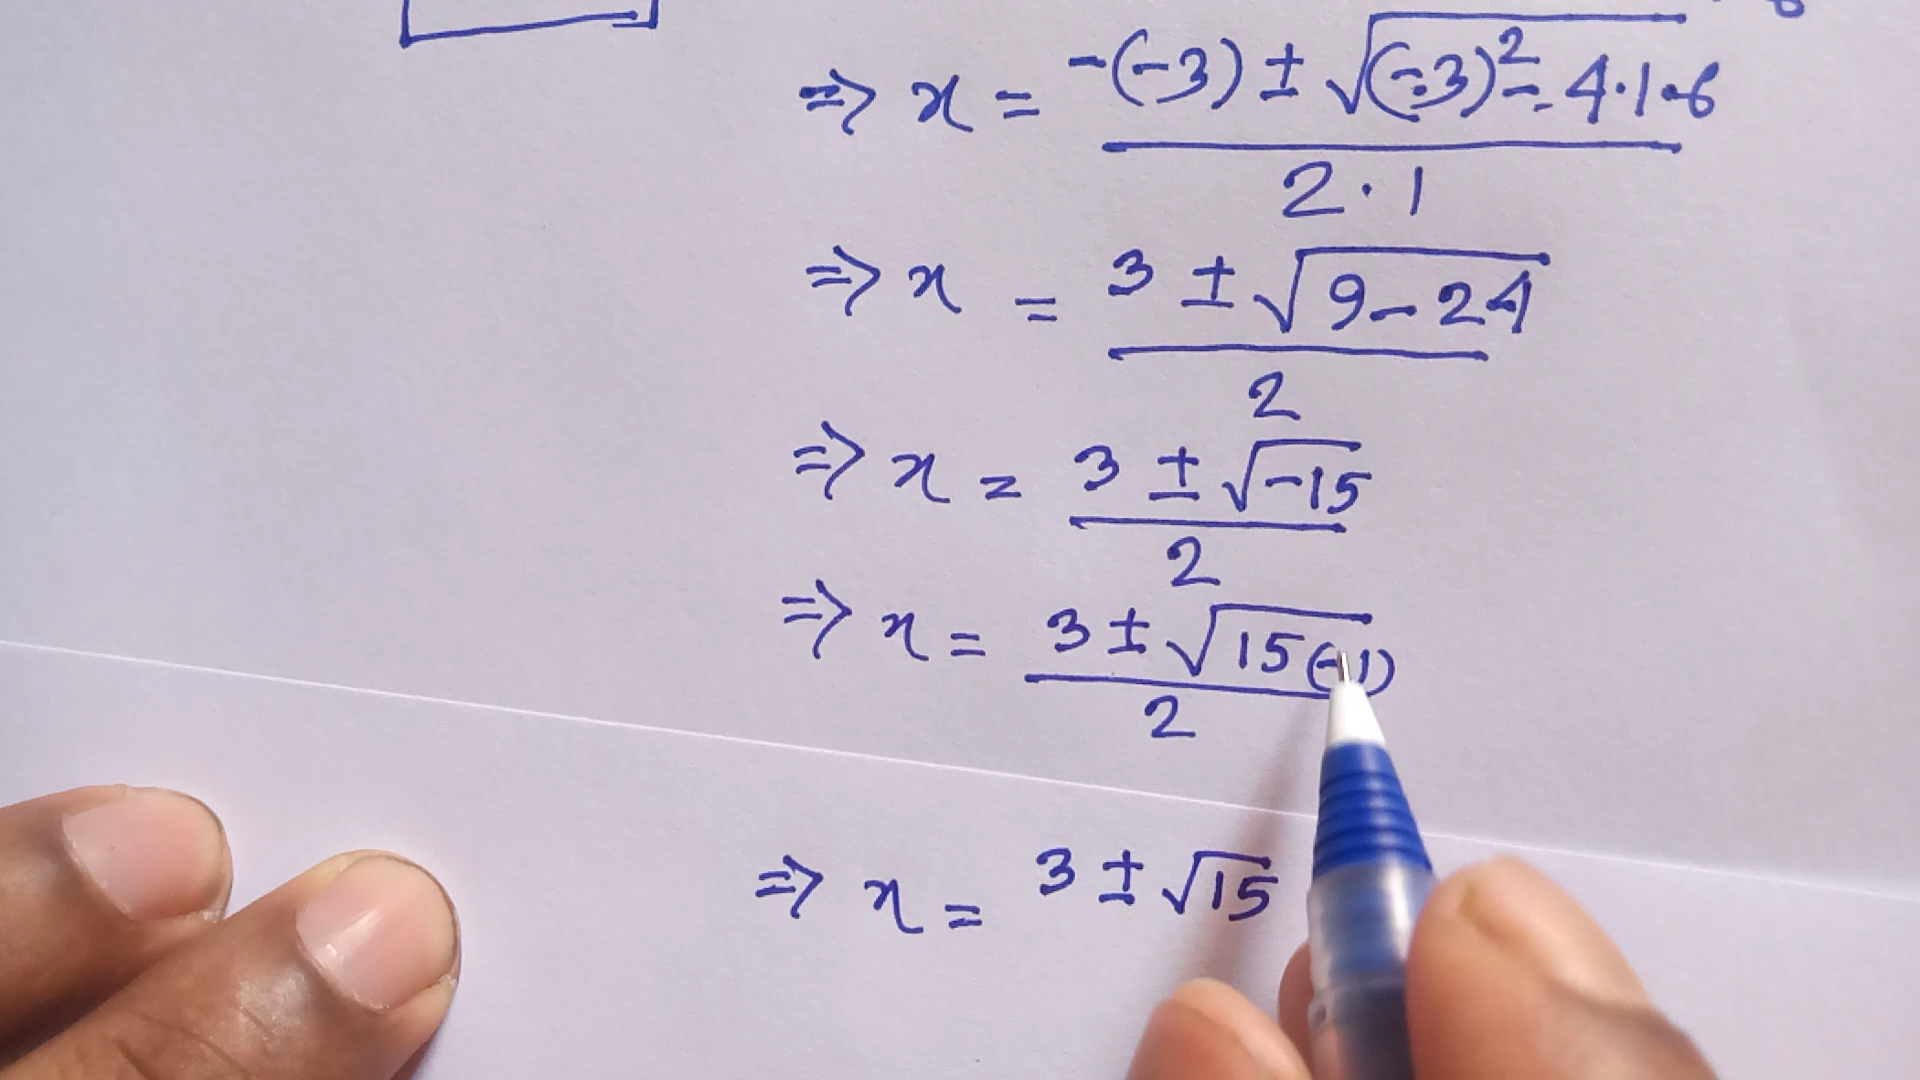 ⇒ x = -(-3) ± √(-3)² - 4·1·6
2·1
⇒ x = 3 ± √9-24
2
⇒ x = 3 ± √-15
2
⇒ x = 3 ± √15(-1)
2
⇒ x = 3 ± √15